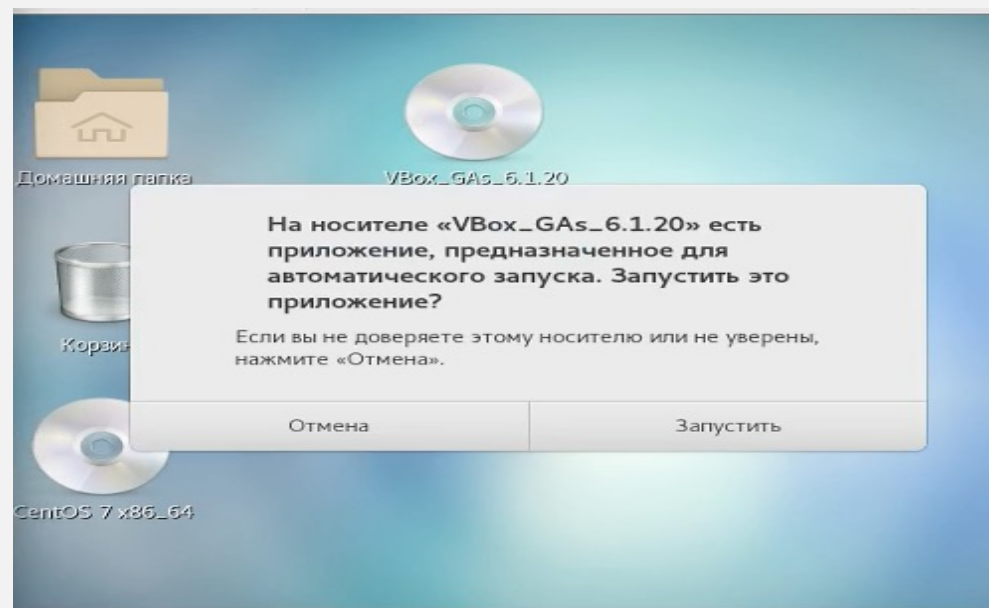 Домашняя папка
VBox_GAs_6.1.20
На носителе «VBox_GAs_6.1.20» есть
приложение, предназначенное для
автоматического запуска. Запустить это
приложение?
Если вы не доверяете этому носителю или не уверены,
нажмите «Отмена».
Отмена
Запустить
CentOS 7 x86_64